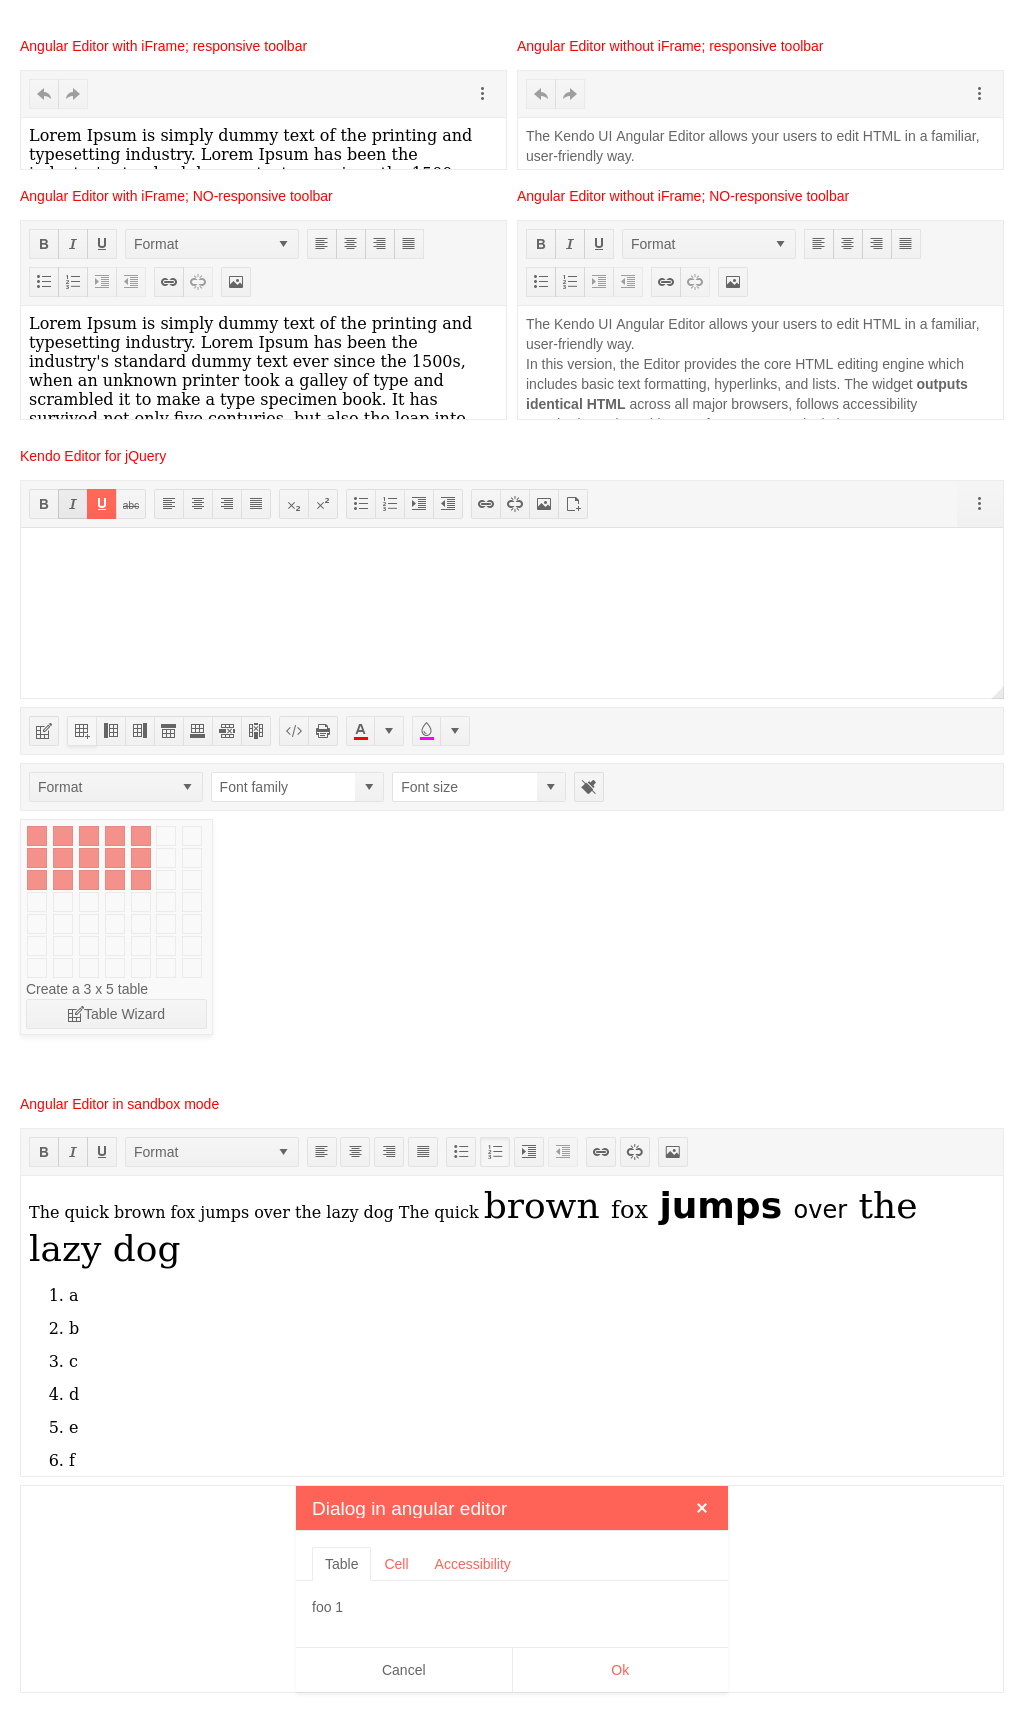 Angular Editor with iFrame; responsive toolbar
Angular Editor without iFrame; responsive toolbar
Lorem Ipsum is simply dummy text of the printing and
typesetting industry. Lorem Ipsum has been the
The Kendo UI Angular Editor allows your users to edit HTML in a familiar,
user-friendly way.
Angular Editor with iFrame; NO-responsive toolbar
Angular Editor without iFrame; NO-responsive toolbar
B I U Format
B I U Format
Lorem Ipsum is simply dummy text of the printing and
typesetting industry. Lorem Ipsum has been the
industry's standard dummy text ever since the 1500s,
when an unknown printer took a galley of type and
scrambled it to make a type specimen book. It has
survived not only five centuries, but also the leap into
The Kendo UI Angular Editor allows your users to edit HTML in a familiar,
user-friendly way.
In this version, the Editor provides the core HTML editing engine which
includes basic text formatting, hyperlinks, and lists. The widget outputs
identical HTML across all major browsers, follows accessibility
Kendo Editor for jQuery
B I U abc
A
Format Font family Font size
Create a 3 x 5 table
Table Wizard
Angular Editor in sandbox mode
B I U Format
The quick brown fox jumps over the lazy dog The quick brown fox jumps over the
lazy dog
1. a
2. b
3. c
4. d
5. e
6. f
Dialog in angular editor
Table Cell Accessibility
foo 1
Cancel Ok